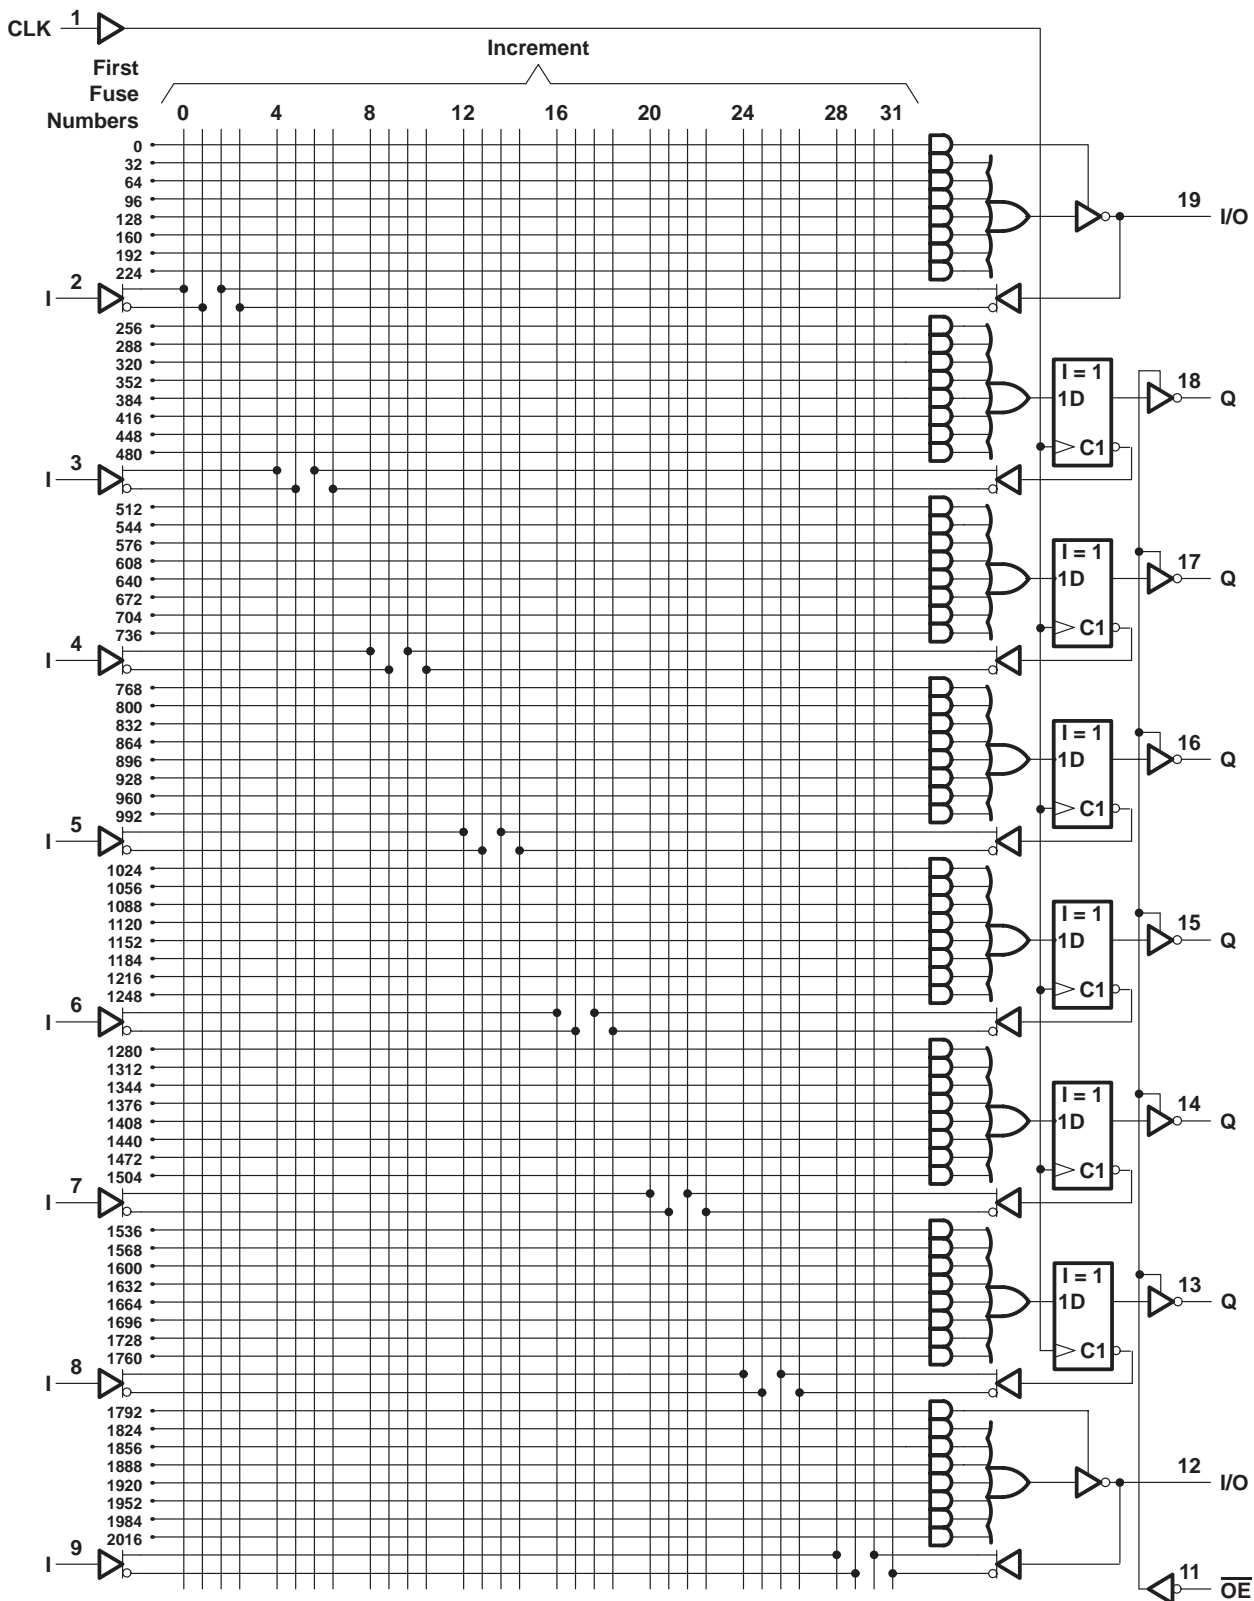 CLK 1
Increment
First
Fuse
Numbers
0 4 8 12 16 20 24 28 31
0
32
64
96
128
160
192
224
19 I/O
I 2
256
288
320
352
384
416
448
480
I = 1
1D
C1
18 Q
I 3
512
544
576
608
640
672
704
736
I = 1
1D
C1
17 Q
I 4
768
800
832
864
896
928
960
992
I = 1
1D
C1
16 Q
I 5
1024
1056
1088
1120
1152
1184
1216
1248
I = 1
1D
C1
15 Q
I 6
1280
1312
1344
1376
1408
1440
1472
1504
I = 1
1D
C1
14 Q
I 7
1536
1568
1600
1632
1664
1696
1728
1760
I = 1
1D
C1
13 Q
I 8
1792
1824
1856
1888
1920
1952
1984
2016
12 I/O
I 9
11 OE